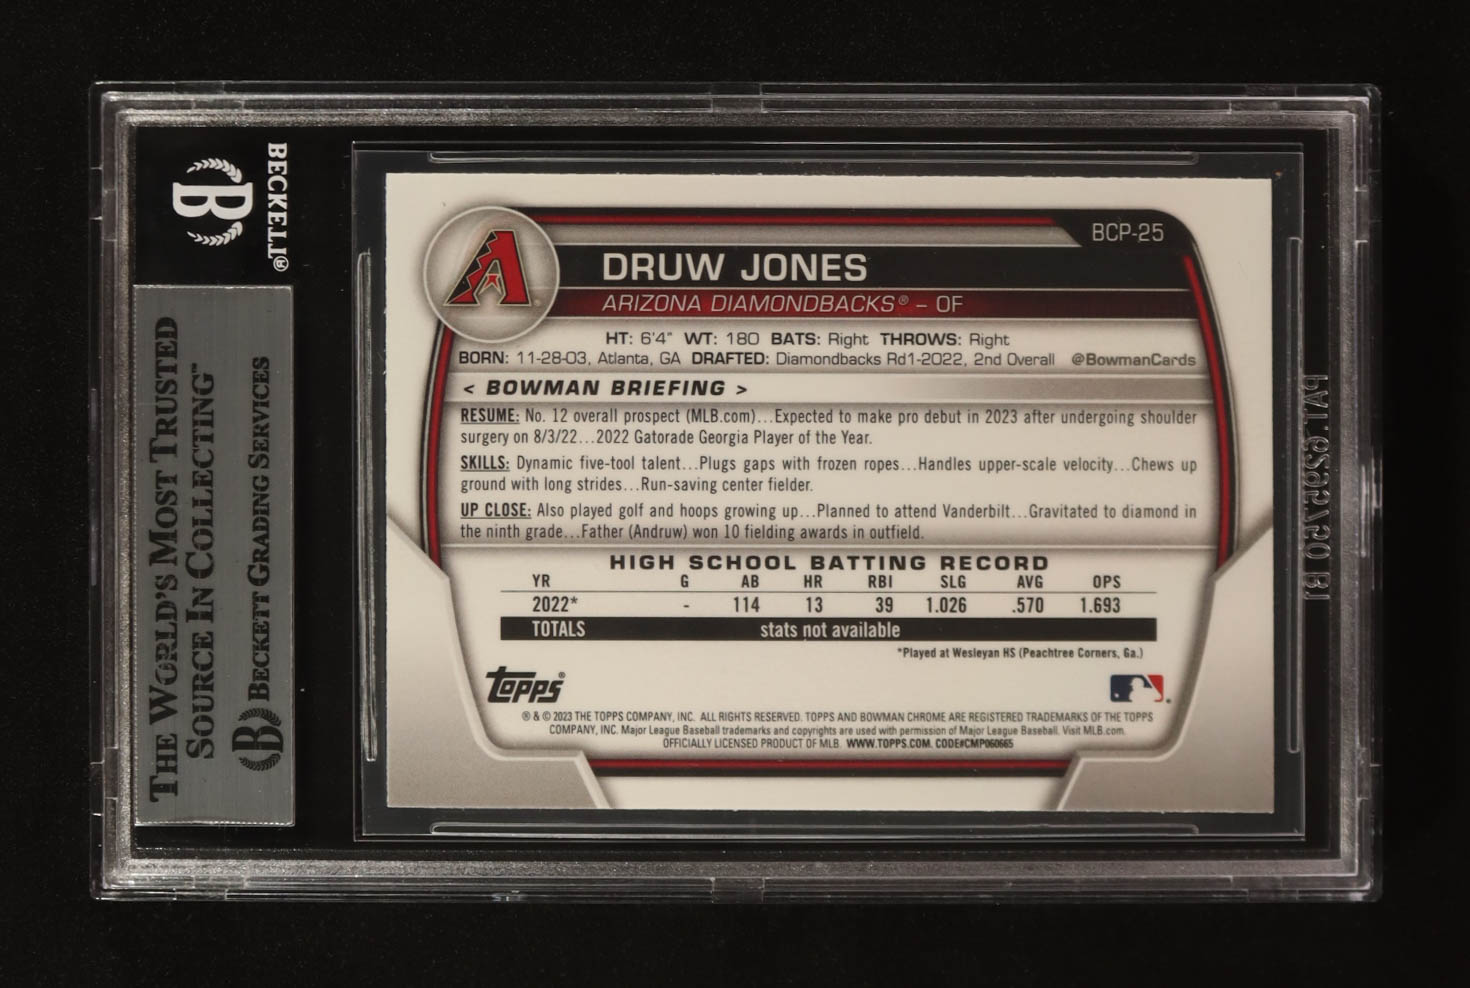 BECKETT®
B
THE WORLD'S MOST TRUSTED
SOURCE IN COLLECTING™
B BECKETT GRADING SERVICES
BCP-25
A
DRUW JONES
ARIZONA DIAMONDBACKS® – OF
HT: 6'4" WT: 180 BATS: Right THROWS: Right
BORN: 11-28-03, Atlanta, GA DRAFTED: Diamondbacks Rd1-2022, 2nd Overall @BowmanCards
< BOWMAN BRIEFING >
RESUME: No. 12 overall prospect (MLB.com)...Expected to make pro debut in 2023 after undergoing shoulder
surgery on 8/3/22...2022 Gatorade Georgia Player of the Year.
SKILLS: Dynamic five-tool talent...Plugs gaps with frozen ropes...Handles upper-scale velocity...Chews up
ground with long strides...Run-saving center fielder.
UP CLOSE: Also played golf and hoops growing up...Planned to attend Vanderbilt...Gravitated to diamond in
the ninth grade...Father (Andruw) won 10 fielding awards in outfield.
HIGH SCHOOL BATTING RECORD
YR G AB HR RBI SLG AVG OPS
2022* - 114 13 39 1.026 .570 1.693
TOTALS stats not available
*Played at Wesleyan HS (Peachtree Corners, Ga.)
Topps®
® & © 2023 THE TOPPS COMPANY, INC. ALL RIGHTS RESERVED. TOPPS AND BOWMAN CHROME ARE REGISTERED TRADEMARKS OF THE TOPPS
COMPANY, INC. Major League Baseball trademarks and copyrights are used with permission of Major League Baseball. Visit MLB.com.
OFFICIALLY LICENSED PRODUCT OF MLB. WWW.TOPPS.COM. CODE#CMP060665